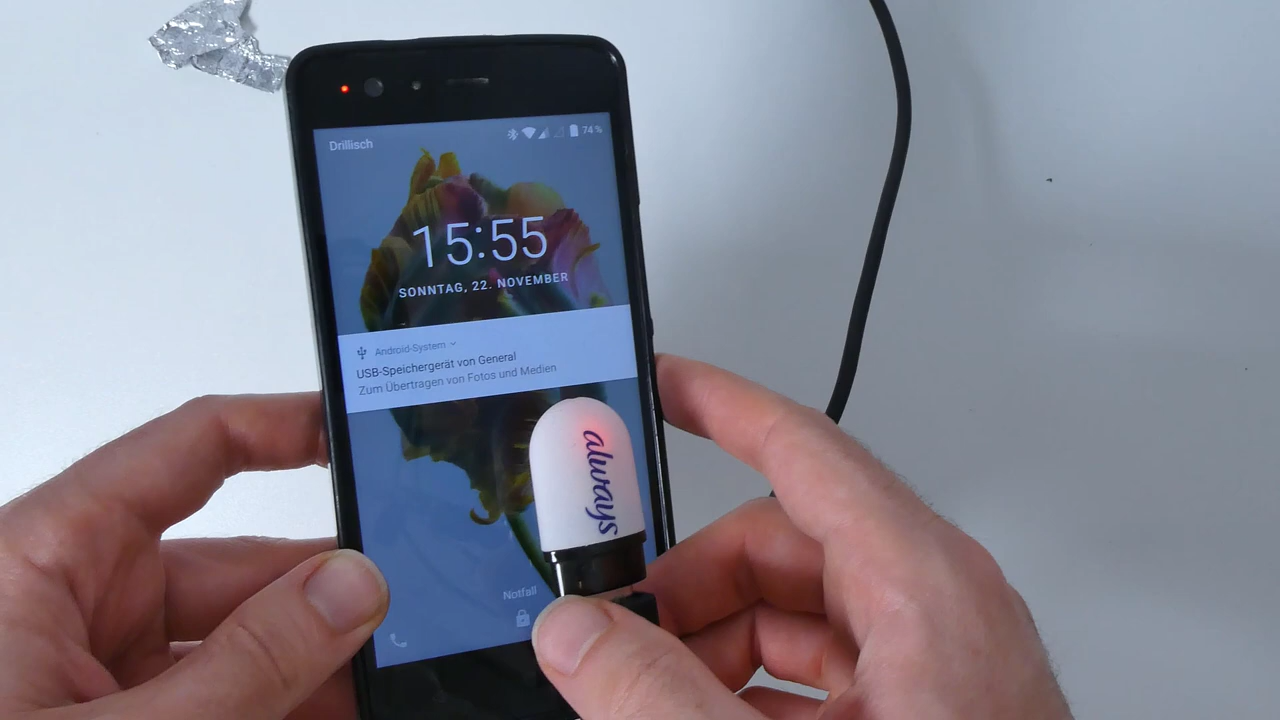 Drillisch
74 %
15:55
SONNTAG, 22. NOVEMBER
Android-System
USB-Speichergerät von General
Zum Übertragen von Fotos und Medien
always
Notfall